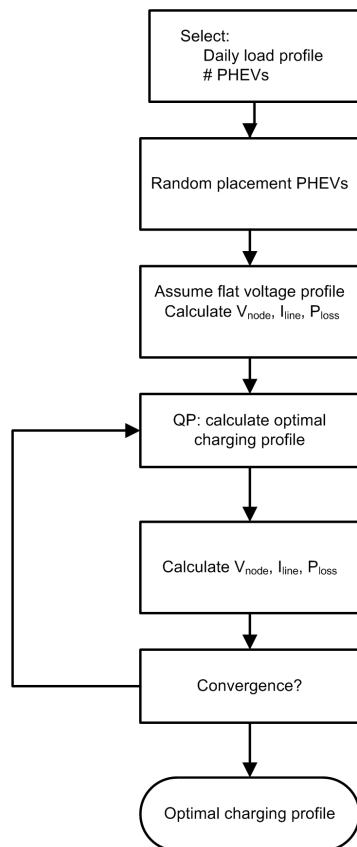 Select:
Daily load profile
# PHEVs
Random placement PHEVs
Assume flat voltage profile
Calculate Vnode, Iline, Ploss
QP: calculate optimal
charging profile
Calculate Vnode, Iline, Ploss
Convergence?
Optimal charging profile